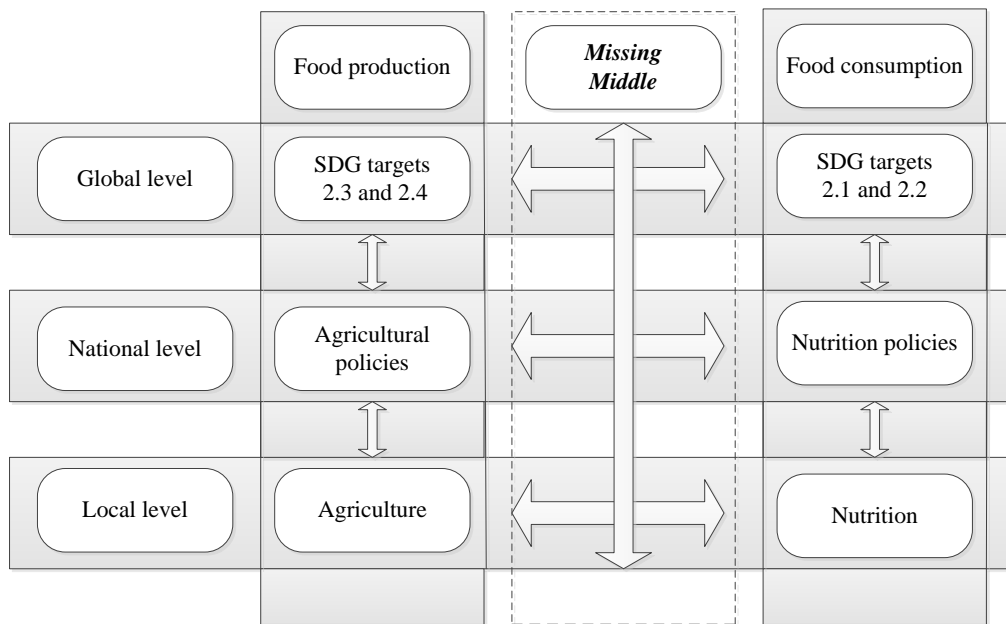 Food production
Missing
Middle
Food consumption
Global level
SDG targets
2.3 and 2.4
SDG targets
2.1 and 2.2
National level
Agricultural
policies
Nutrition policies
Local level
Agriculture
Nutrition